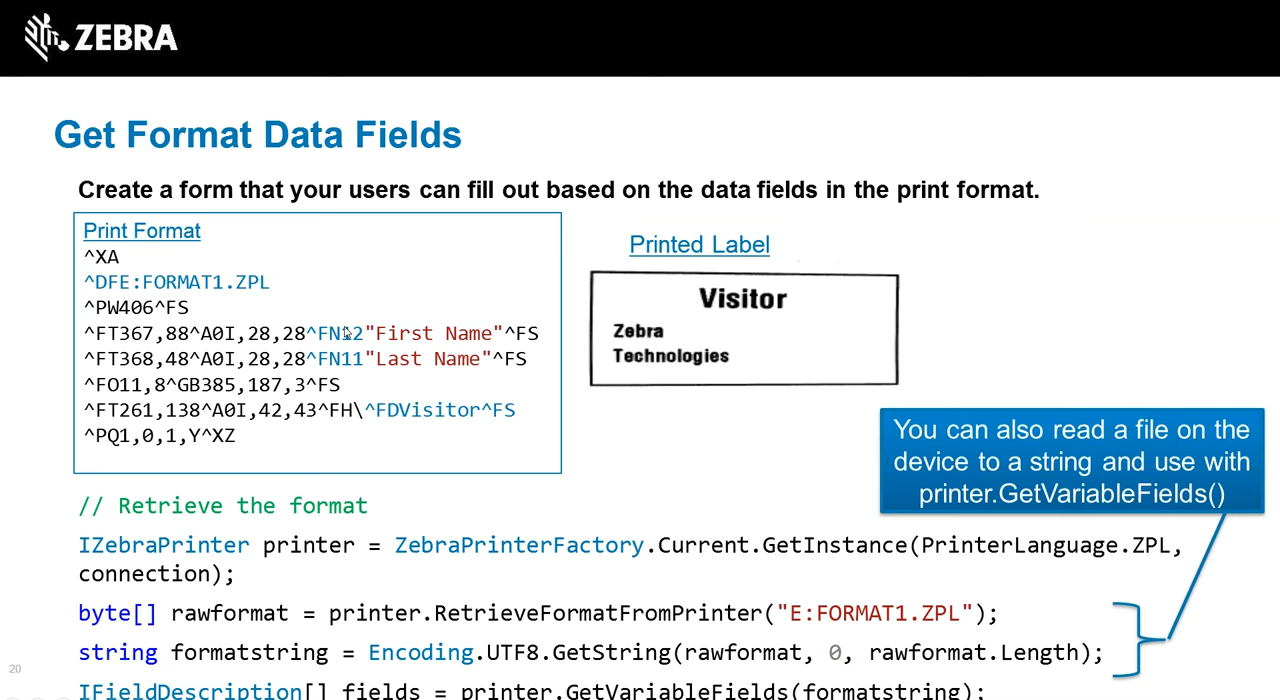 ZEBRA
Get Format Data Fields
Create a form that your users can fill out based on the data fields in the print format.
Print Format
^XA
^DFE:FORMAT1.ZPL
^PW406^FS
^FT367,88^A0I,28,28^FN12"First Name"^FS
^FT368,48^A0I,28,28^FN11"Last Name"^FS
^FO11,8^GB385,187,3^FS
^FT261,138^A0I,42,43^FH\^FDVisitor^FS
^PQ1,0,1,Y^XZ
Printed Label
Visitor
Zebra
Technologies
You can also read a file on the
device to a string and use with
printer.GetVariableFields()
// Retrieve the format
IZebraPrinter printer = ZebraPrinterFactory.Current.GetInstance(PrinterLanguage.ZPL,
connection);
byte[] rawformat = printer.RetrieveFormatFromPrinter("E:FORMAT1.ZPL");
string formatstring = Encoding.UTF8.GetString(rawformat, 0, rawformat.Length);
IFieldDescription[] fields = printer.GetVariableFields(formatstring);
20